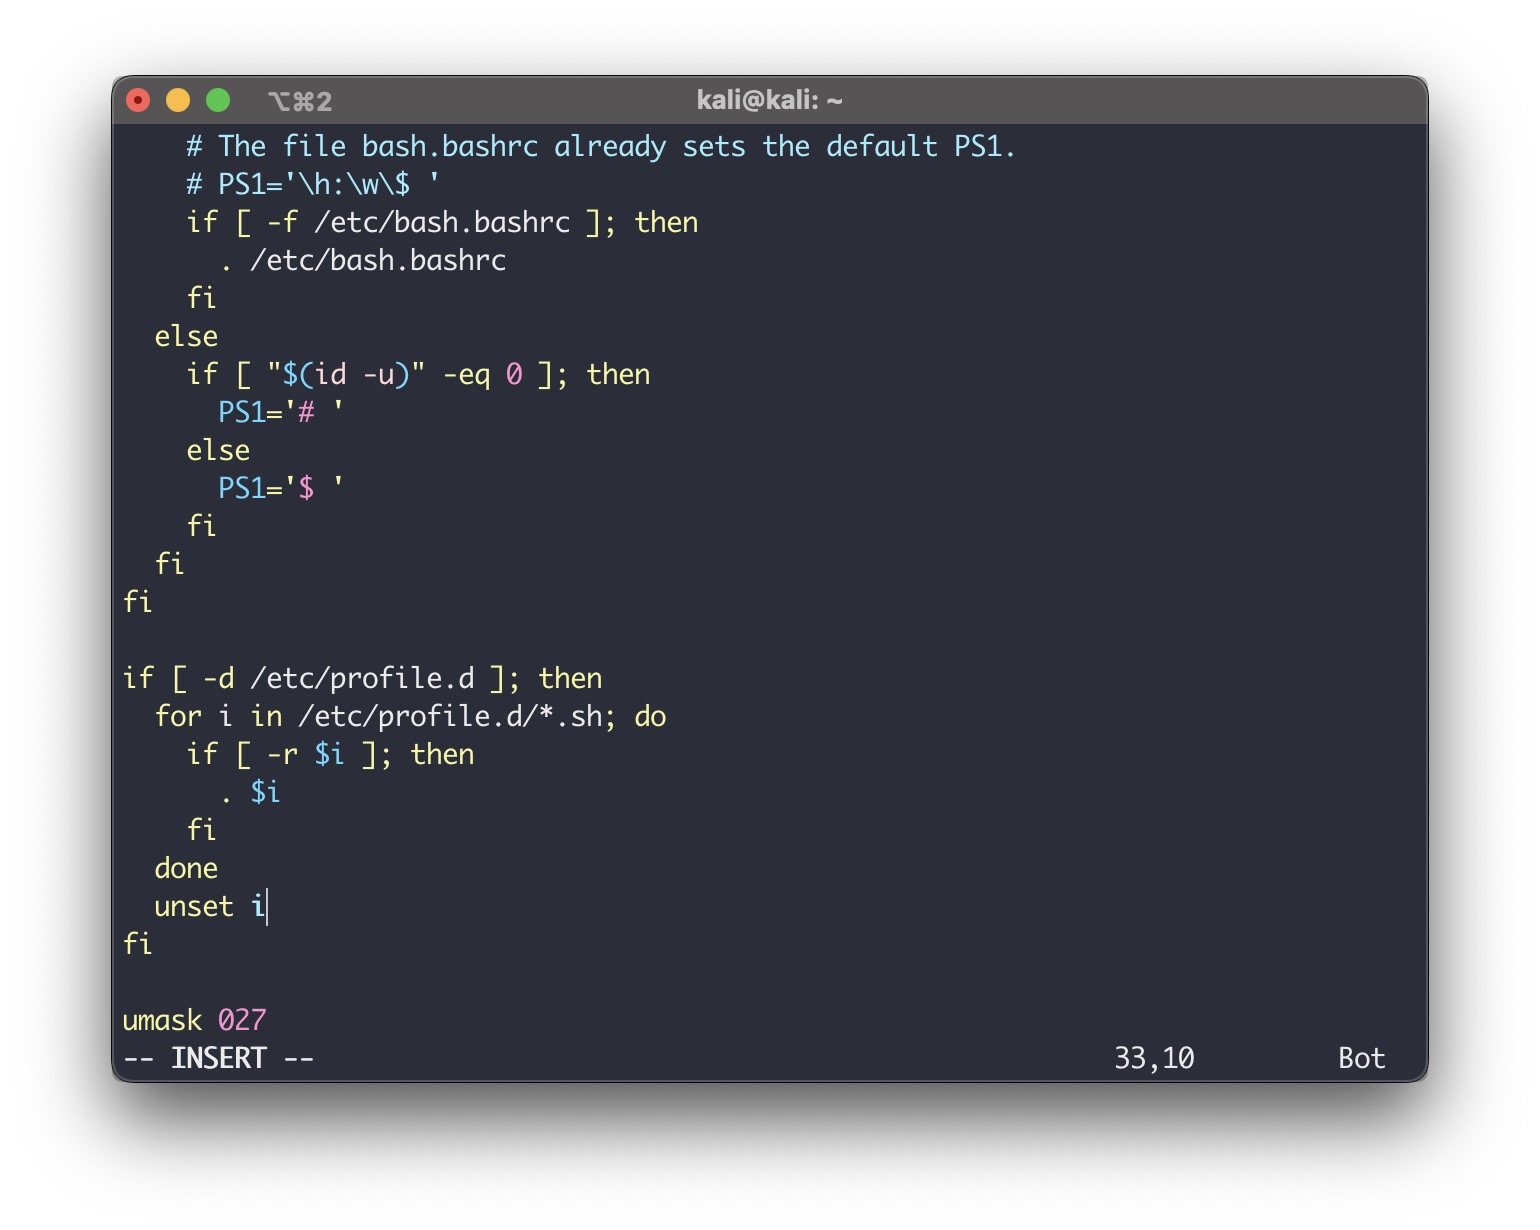 ⌥⌘2 kali@kali: ~
    # The file bash.bashrc already sets the default PS1.
    # PS1='\h:\w\$ '
    if [ -f /etc/bash.bashrc ]; then
      . /etc/bash.bashrc
    fi
  else
    if [ "$(id -u)" -eq 0 ]; then
      PS1='# '
    else
      PS1='$ '
    fi
  fi
fi

if [ -d /etc/profile.d ]; then
  for i in /etc/profile.d/*.sh; do
    if [ -r $i ]; then
      . $i
    fi
  done
  unset i
fi

umask 027
-- INSERT -- 33,10 Bot